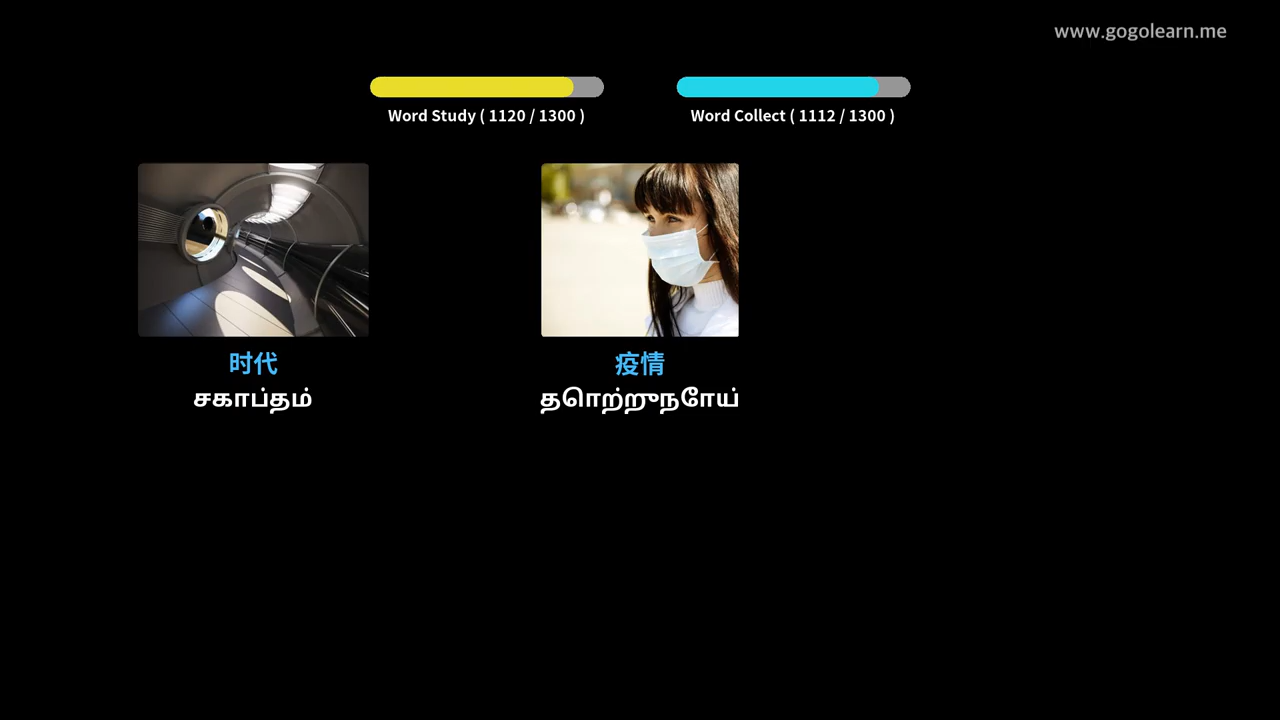 www.gogolearn.me
Word Study ( 1120 / 1300 )
Word Collect ( 1112 / 1300 )
时代
சகாப்தம்
疫情
தொற்றுநோய்